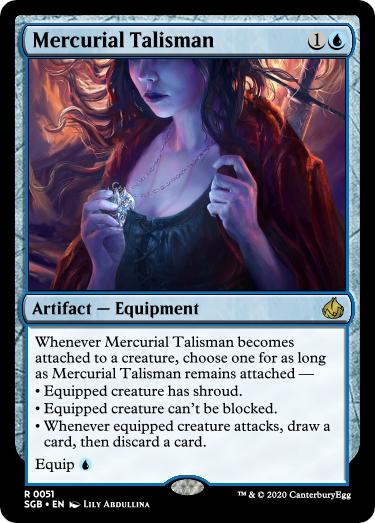 Mercurial Talisman 1
Artifact — Equipment
Whenever Mercurial Talisman becomes
attached to a creature, choose one for as long
as Mercurial Talisman remains attached —
• Equipped creature has shroud.
• Equipped creature can't be blocked.
• Whenever equipped creature attacks, draw a
card, then discard a card.
Equip
R 0051
SGB • EN Lily Abdullina
™ & © 2020 CanterburyEgg